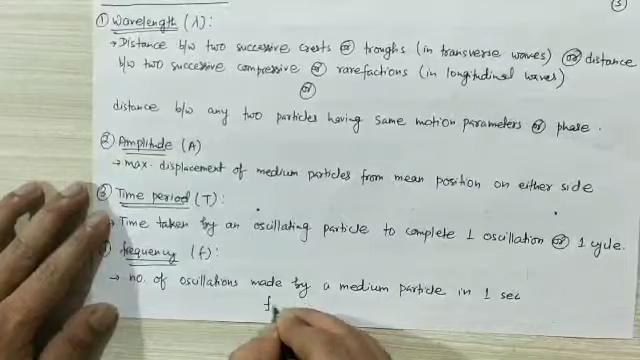 ③
① Wavelength (λ):
→ Distance b/w two successive crests or troughs (in transverse waves) or distance
b/w two successive compressive or rarefactions (in longitudinal waves)
or
distance b/w any two particles having same motion parameters or phase.
② Amplitude (A)
→ max. displacement of medium particles from mean position on either side
③ Time period (T):
→ Time taken by an oscillating particle to complete 1 oscillation or 1 cycle.
frequency (f):
→ no. of oscillations made by a medium particle in 1 sec
f